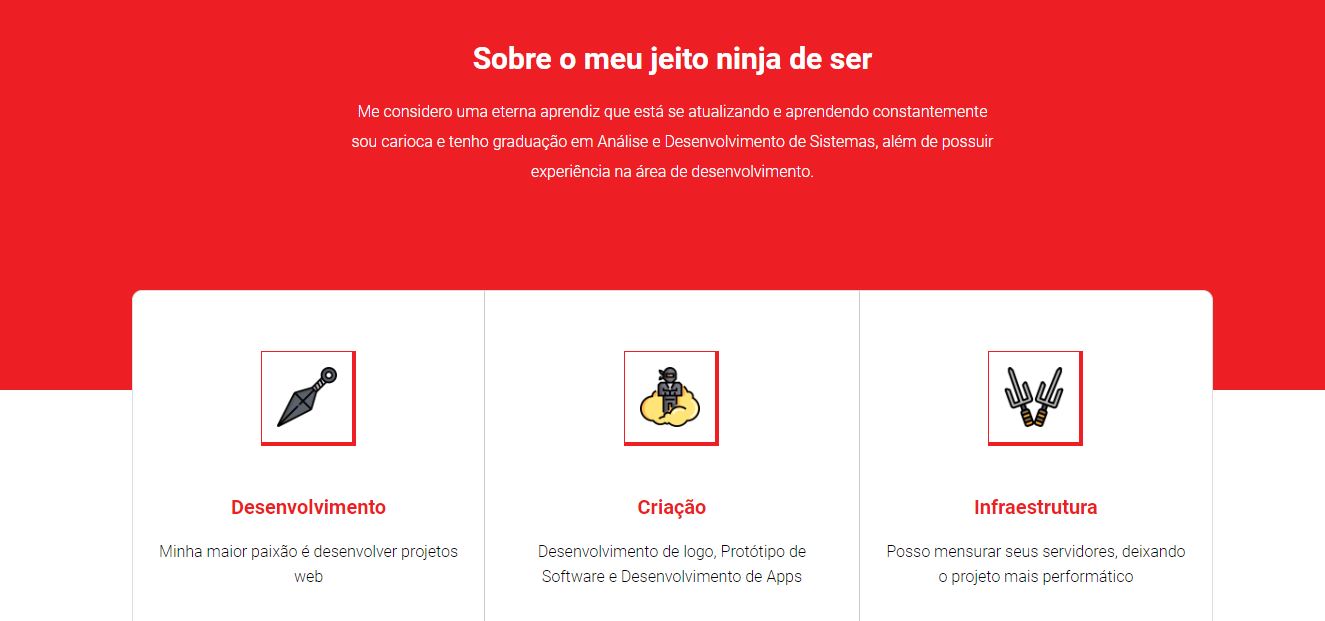 Sobre o meu jeito ninja de ser
Me considero uma eterna aprendiz que está se atualizando e aprendendo constantemente
sou carioca e tenho graduação em Análise e Desenvolvimento de Sistemas, além de possuir
experiência na área de desenvolvimento.
Desenvolvimento
Minha maior paixão é desenvolver projetos
web
Criação
Desenvolvimento de logo, Protótipo de
Software e Desenvolvimento de Apps
Infraestrutura
Posso mensurar seus servidores, deixando
o projeto mais performático